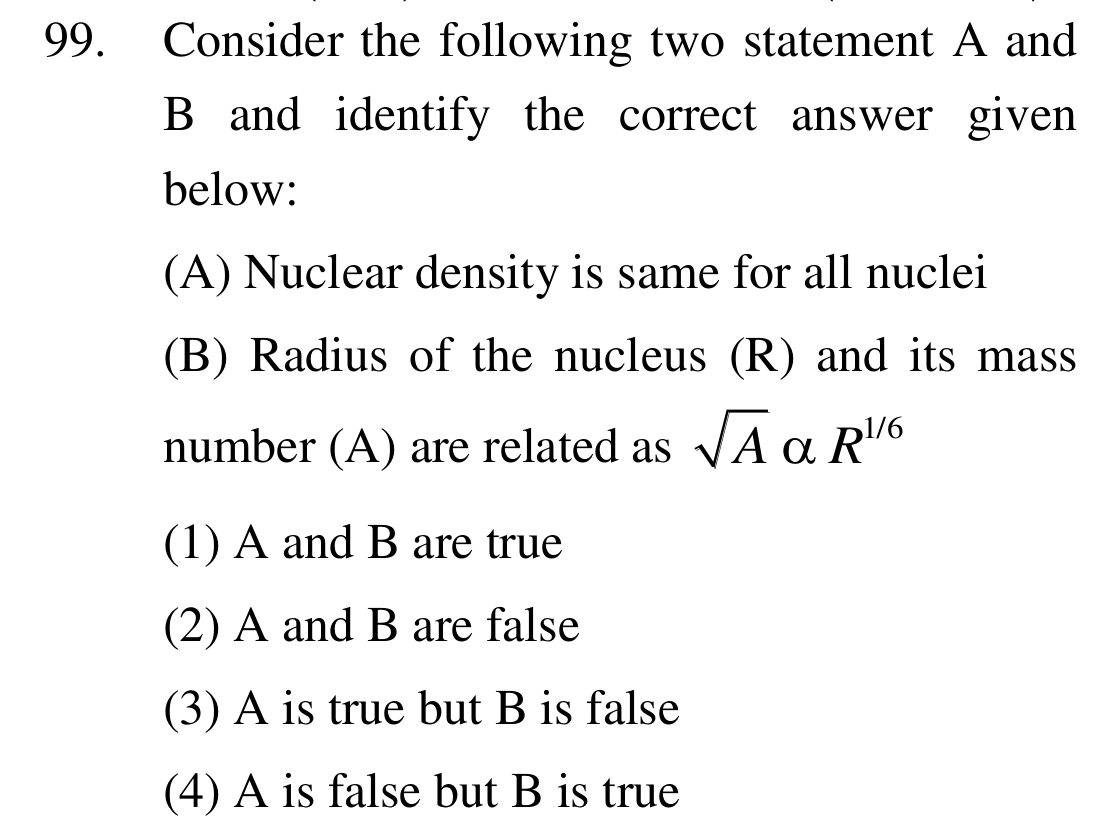 99. Consider the following two statement A and
B and identify the correct answer given
below:
(A) Nuclear density is same for all nuclei
(B) Radius of the nucleus (R) and its mass
number (A) are related as √A α R^{1/6}
(1) A and B are true
(2) A and B are false
(3) A is true but B is false
(4) A is false but B is true